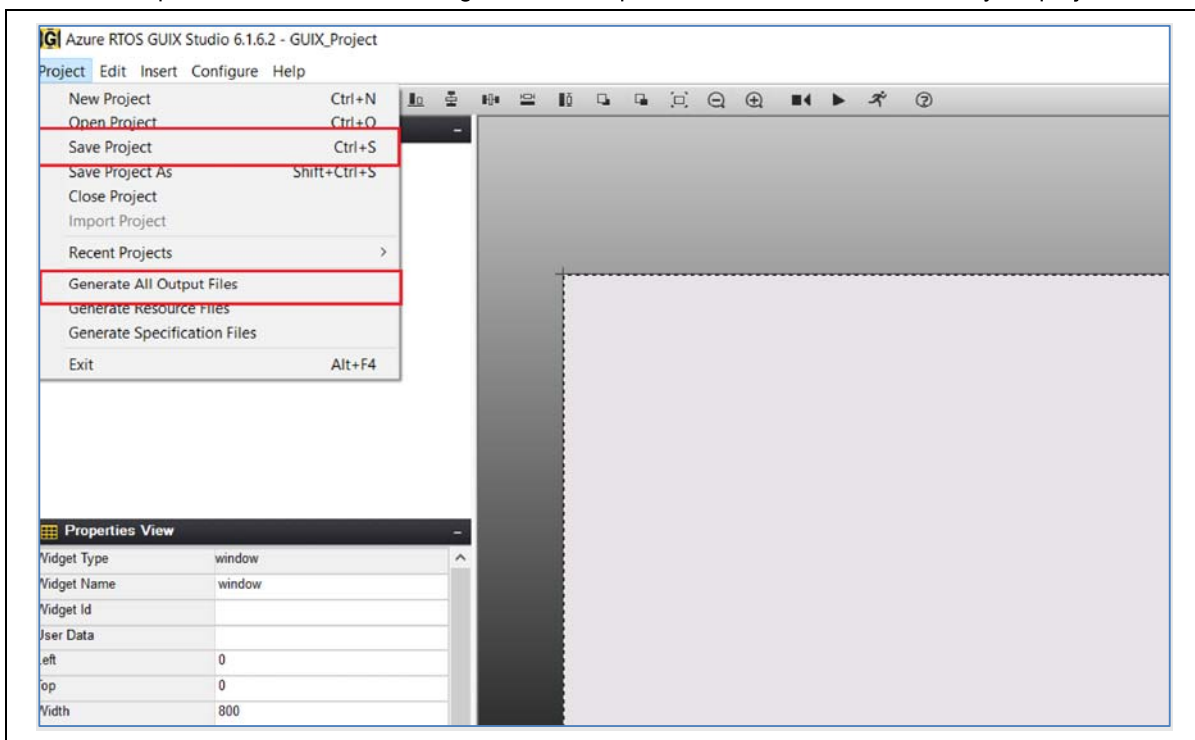 Azure RTOS GUIX Studio 6.1.6.2 - GUIX_Project
Project Edit Insert Configure Help
New Project Ctrl+N
Open Project Ctrl+O
Save Project Ctrl+S
Save Project As Shift+Ctrl+S
Close Project
Import Project
Recent Projects >
Generate All Output Files
Generate Resource Files
Generate Specification Files
Exit Alt+F4
Properties View
Widget Type window
Widget Name window
Widget Id
User Data
Left 0
Top 0
Width 800